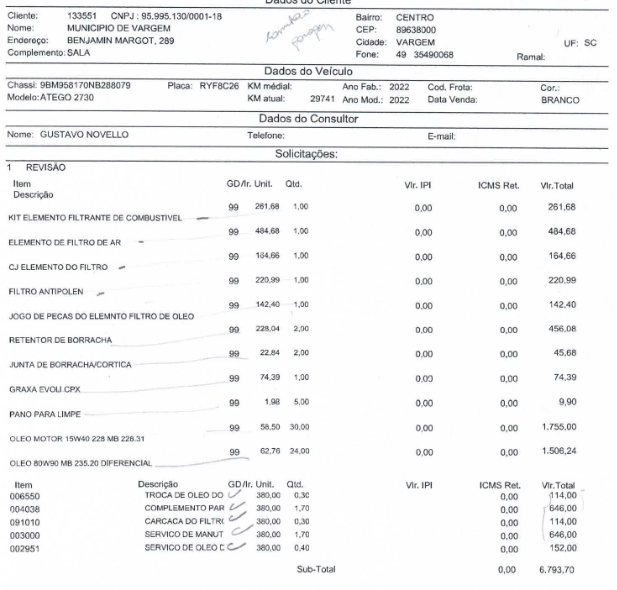 Dados do Cliente
Cliente: 133551 CNPJ : 95.995.130/0001-18 Bairro: CENTRO
Nome: MUNICIPIO DE VARGEM CEP: 89638000
Endereço: BENJAMIN MARGOT, 289 Cidade: VARGEM UF: SC
Complemento: SALA Fone: 49 35490068 Ramal:
Dados do Veículo
Chassi: 9BM958170NB288079 Placa: RYF8C26 KM médial: Ano Fab.: 2022 Cod. Frota: Cor.:
Modelo: ATEGO 2730 KM atual: 29741 Ano Mod.: 2022 Data Venda: BRANCO
Dados do Consultor
Nome: GUSTAVO NOVELLO Telefone: E-mail:
Solicitações:
1 REVISÃO
Item GD/Ir. Unit. Qtd. Vlr. IPI ICMS Ret. Vlr.Total
Descrição
99 261,68 1,00 0,00 0,00 261,68
KIT ELEMENTO FILTRANTE DE COMBUSTIVEL
99 484,68 1,00 0,00 0,00 484,68
ELEMENTO DE FILTRO DE AR
99 164,66 1,00 0,00 0,00 164,66
CJ ELEMENTO DO FILTRO
99 220,99 1,00 0,00 0,00 220,99
FILTRO ANTIPOLEN
99 142,40 1,00 0,00 0,00 142,40
JOGO DE PECAS DO ELEMNTO FILTRO DE OLEO
99 228,04 2,00 0,00 0,00 456,08
RETENTOR DE BORRACHA
99 22,84 2,00 0,00 0,00 45,68
JUNTA DE BORRACHA/CORTICA
99 74,39 1,00 0,00 0,00 74,39
GRAXA EVOLI CPX
99 1,98 5,00 0,00 0,00 9,90
PANO PARA LIMPE
99 58,50 30,00 0,00 0,00 1.755,00
OLEO MOTOR 15W40 228 MB 228.31
99 62,76 24,00 0,00 0,00 1.506,24
OLEO 80W90 MB 235.20 DIFERENCIAL
Item Descrição GD/Ir. Unit. Qtd. Vlr. IPI ICMS Ret. Vlr.Total
006550 TROCA DE OLEO DO 380,00 0,30 0,00 114,00
004038 COMPLEMENTO PAR 380,00 1,70 0,00 646,00
091010 CARCACA DO FILTRO 380,00 0,30 0,00 114,00
003000 SERVICO DE MANUT 380,00 1,70 0,00 646,00
002951 SERVICO DE OLEO D 380,00 0,40 0,00 152,00
Sub-Total 0,00 6.793,70